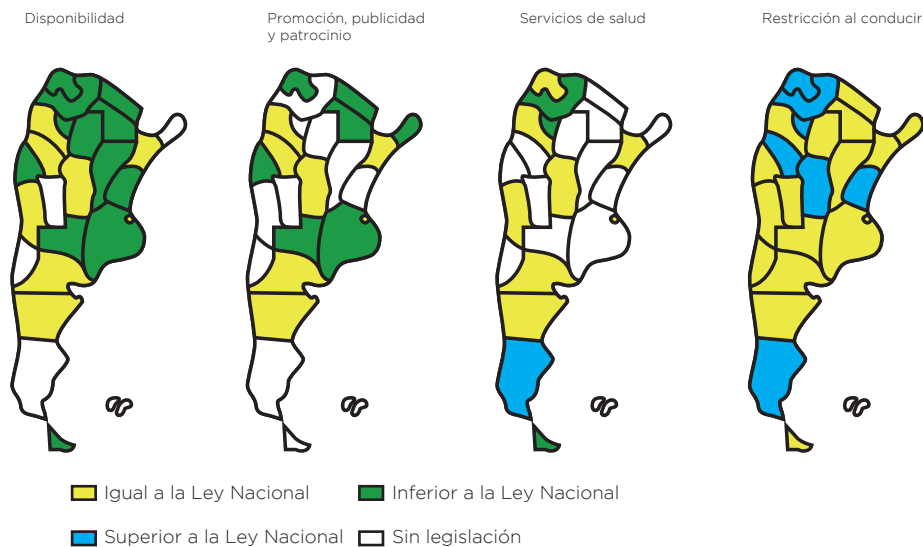 Disponibilidad
Promoción, publicidad
y patrocinio
Servicios de salud
Restricción al conducir
Igual a la Ley Nacional
Inferior a la Ley Nacional
Superior a la Ley Nacional
Sin legislación